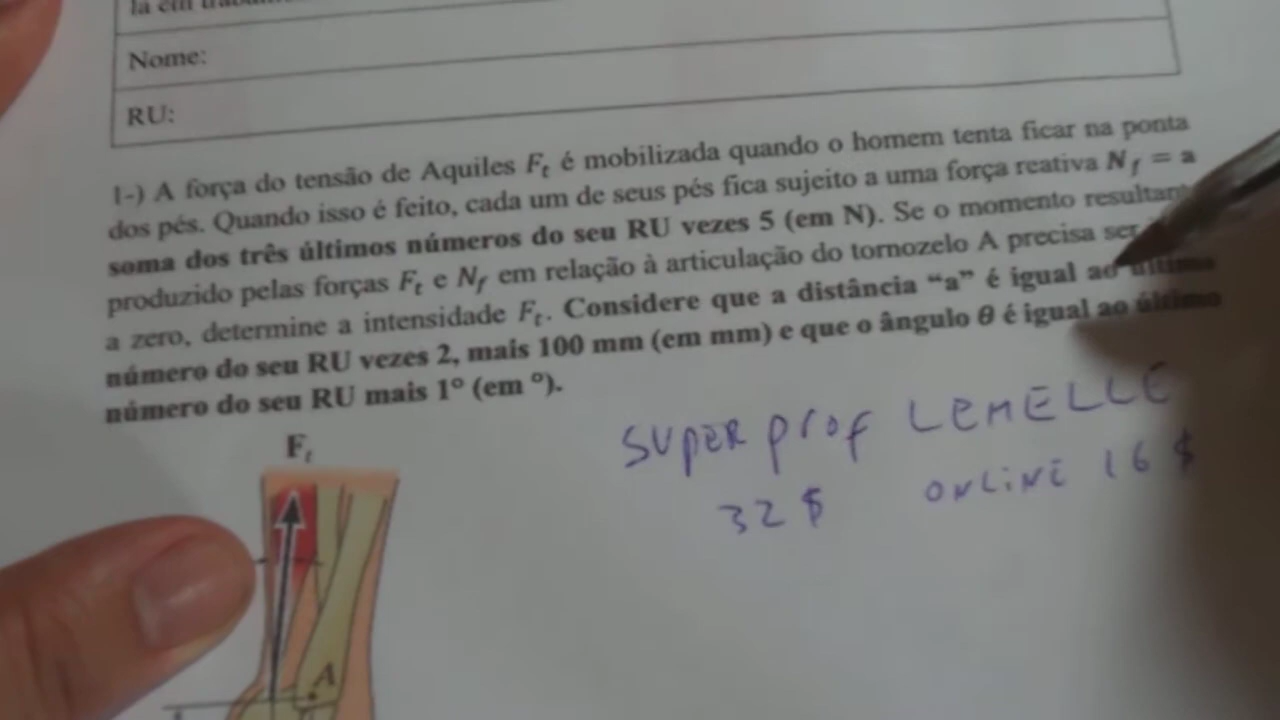 la em
Nome:
RU:
1-) A força do tensão de Aquiles Ft é mobilizada quando o homem tenta ficar na ponta
dos pés. Quando isso é feito, cada um de seus pés fica sujeito a uma força reativa Nf = a
soma dos três últimos números do seu RU vezes 5 (em N). Se o momento
produzido pelas forças Ft e Nf em relação à articulação do tornozelo A precisa ser
a zero, determine a intensidade Ft. Considere que a distância “a” é igual ao último
número do seu RU vezes 2, mais 100 mm (em mm) e que o ângulo θ é igual ao último
número do seu RU mais 1º (em º).
SUPER prof LEMELLE
32 $ ONLINE 16 $
Ft
A